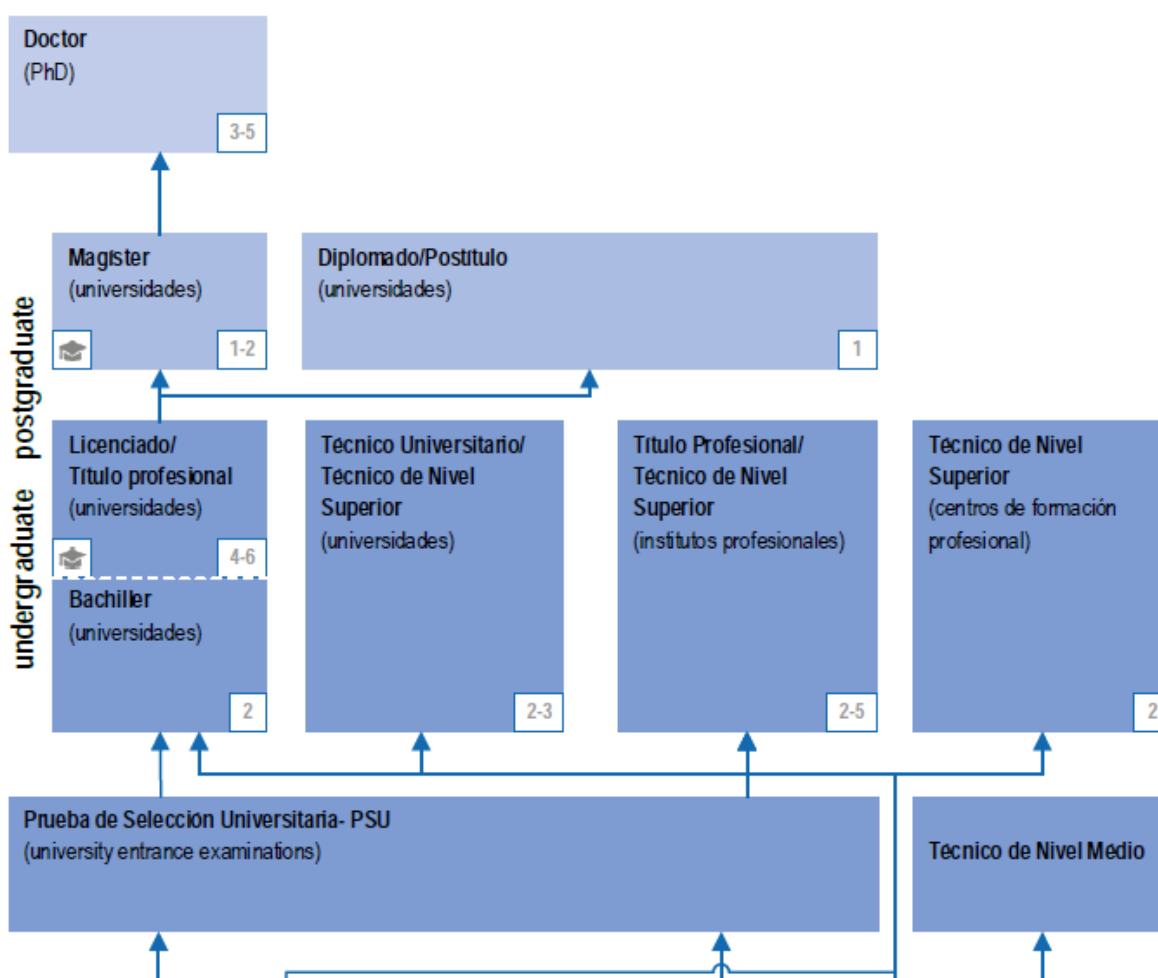 Doctor
(PhD)
3-5
Magíster
(universidades)
1-2
Diplomado/Postítulo
(universidades)
1
postgraduate
Licenciado/
Título profesional
(universidades)
4-6
Bachiller
(universidades)
2
Técnico Universitario/
Técnico de Nivel
Superior
(universidades)
2-3
Título Profesional/
Técnico de Nivel
Superior
(institutos profesionales)
2-5
Técnico de Nivel
Superior
(centros de formación
profesional)
2
undergraduate
Prueba de Selección Universitaria- PSU
(university entrance examinations)
Técnico de Nivel Médio